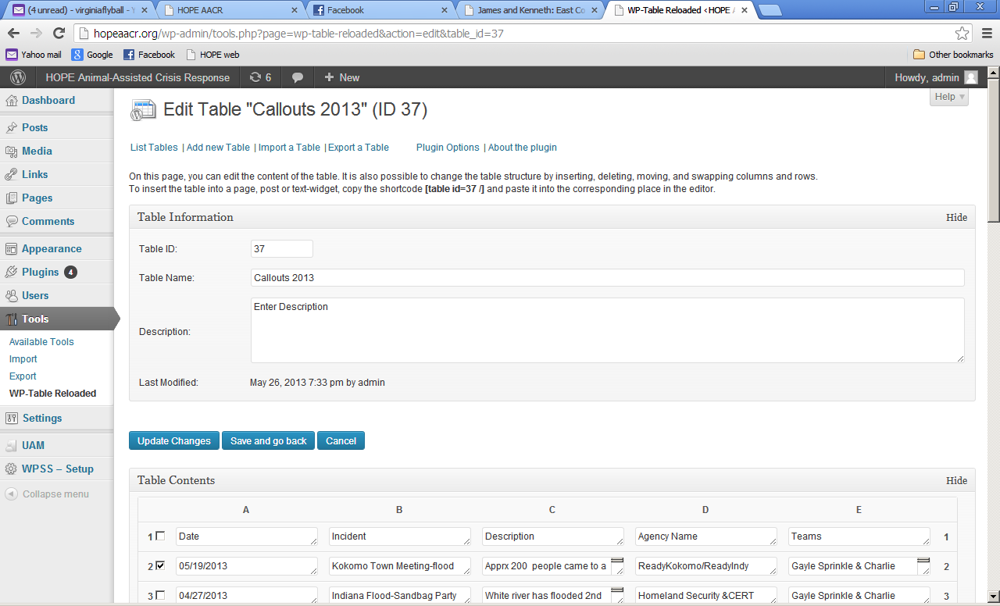 (4 unread) - virginiaflyball - Y
HOPE AACR
Facebook
James and Kenneth: East Co
WP-Table Reloaded ‹ HOPE A
hopeaacr.org/wp-admin/tools.php?page=wp-table-reloaded&action=edit&table_id=37
Yahoo mail Google Facebook HOPE web Other bookmarks
HOPE Animal-Assisted Crisis Response 6 + New Howdy, admin
Help
Dashboard
Posts
Media
Links
Pages
Comments
Appearance
Plugins 4
Users
Tools
Available Tools
Import
Export
WP-Table Reloaded
Settings
UAM
WPSS – Setup
Collapse menu
Edit Table "Callouts 2013" (ID 37)
List Tables | Add new Table | Import a Table | Export a Table Plugin Options | About the plugin
On this page, you can edit the content of the table. It is also possible to change the table structure by inserting, deleting, moving, and swapping columns and rows.
To insert the table into a page, post or text-widget, copy the shortcode [table id=37 /] and paste it into the corresponding place in the editor.
Table Information Hide
Table ID: 37
Table Name: Callouts 2013
Description: Enter Description
Last Modified: May 26, 2013 7:33 pm by admin
Update Changes Save and go back Cancel
Table Contents Hide
A B C D E
1 Date Incident Description Agency Name Teams 1
2 05/19/2013 Kokomo Town Meeting-flood Apprx 200 people came to a ReadyKokomo/ReadyIndy Gayle Sprinkle & Charlie 2
3 04/27/2013 Indiana Flood-Sandbag Party White river has flooded 2nd Homeland Security &CERT Gayle Sprinkle & Charlie 3